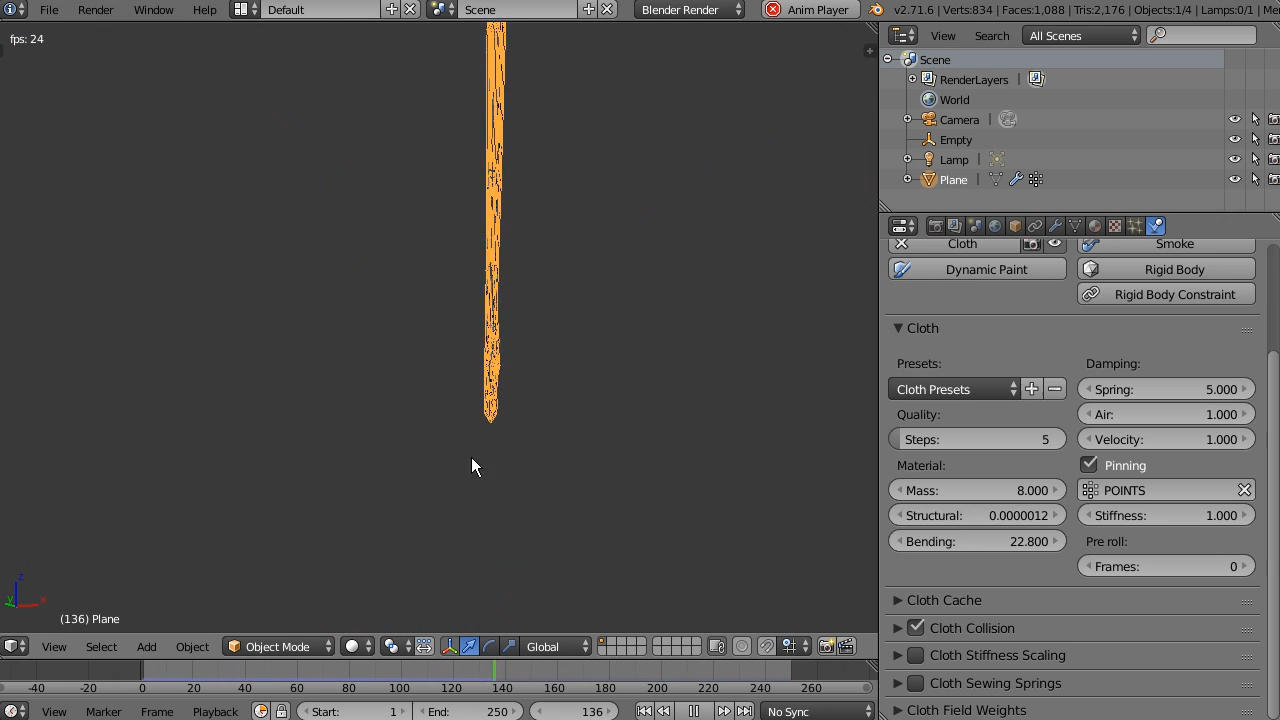 File Render Window Help Default Scene Blender Render Anim Player v2.71.6 | Verts:834 | Faces:1,088 | Tris:2,176 | Objects:1/4 | Lamps:0/1 |
fps: 24
View Search All Scenes
Scene
RenderLayers
World
Camera
Empty
Lamp
Plane
Cloth Smoke
Dynamic Paint Rigid Body
Rigid Body Constraint
Cloth
Presets: Damping:
Cloth Presets Spring: 5.000
Quality: Air: 1.000
Steps: 5 Velocity: 1.000
Material: Pinning
Mass: 8.000 POINTS
Structural: 0.0000012 Stiffness: 1.000
Bending: 22.800 Pre roll:
Frames: 0
Cloth Cache
Cloth Collision
Cloth Stiffness Scaling
Cloth Sewing Springs
Cloth Field Weights
z
y x
(136) Plane
View Select Add Object Object Mode Global
-40 -20 0 20 40 60 80 100 120 140 160 180 200 220 240 260
View Marker Frame Playback Start: 1 End: 250 136 No Sync